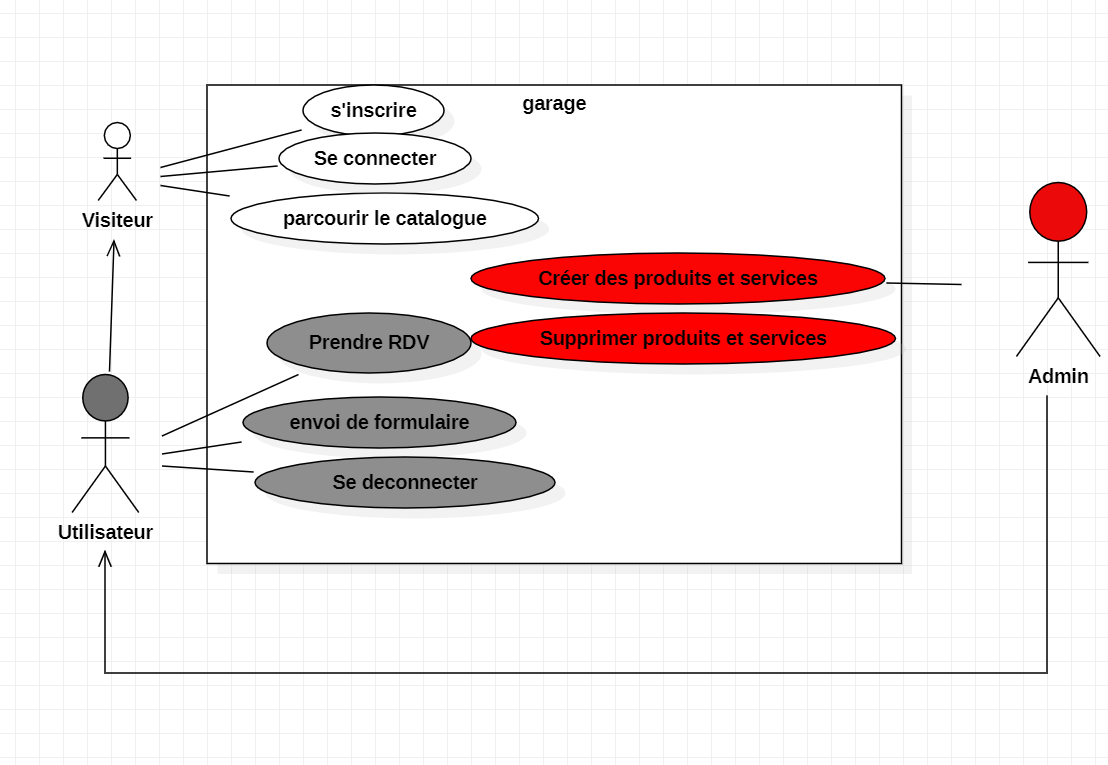 garage
s'inscrire
Se connecter
parcourir le catalogue
Visiteur
Créer des produits et services
Prendre RDV
Supprimer produits et services
Admin
envoi de formulaire
Se deconnecter
Utilisateur